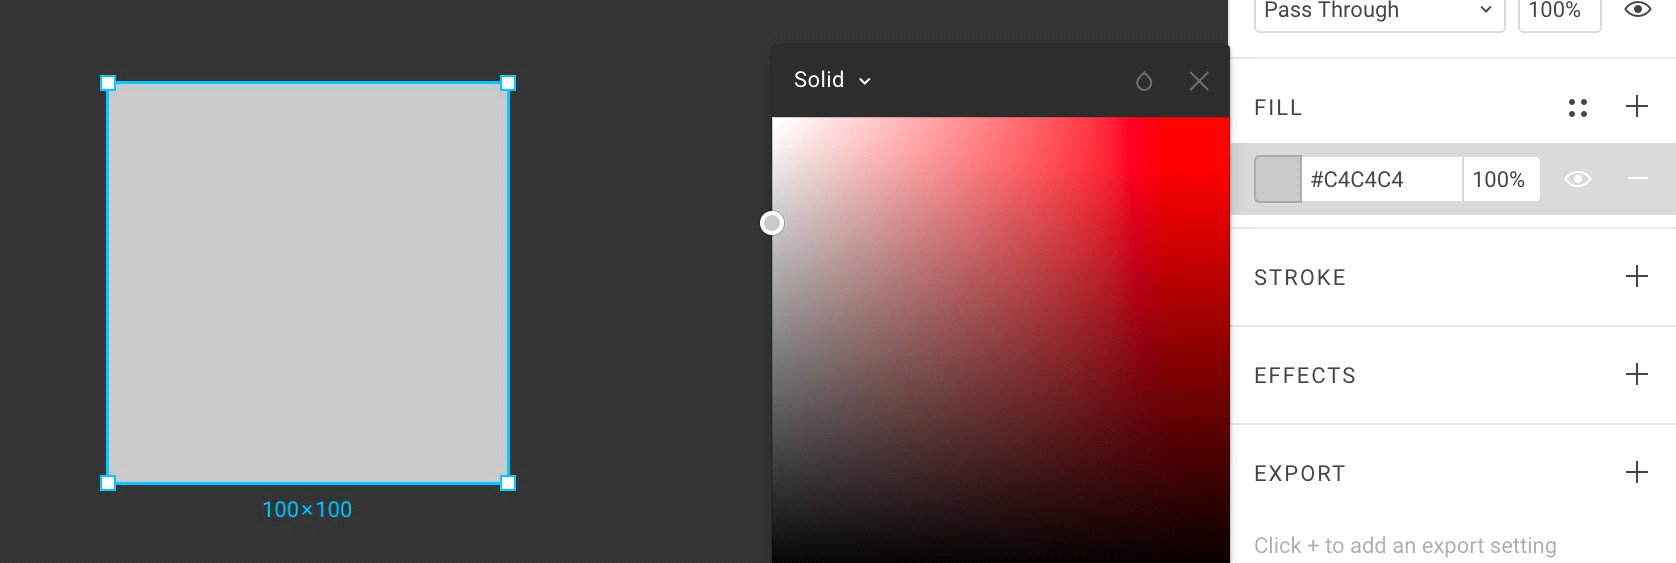 Pass Through 100%
Solid
FILL
#C4C4C4 100%
STROKE
EFFECTS
EXPORT
Click + to add an export setting
100×100